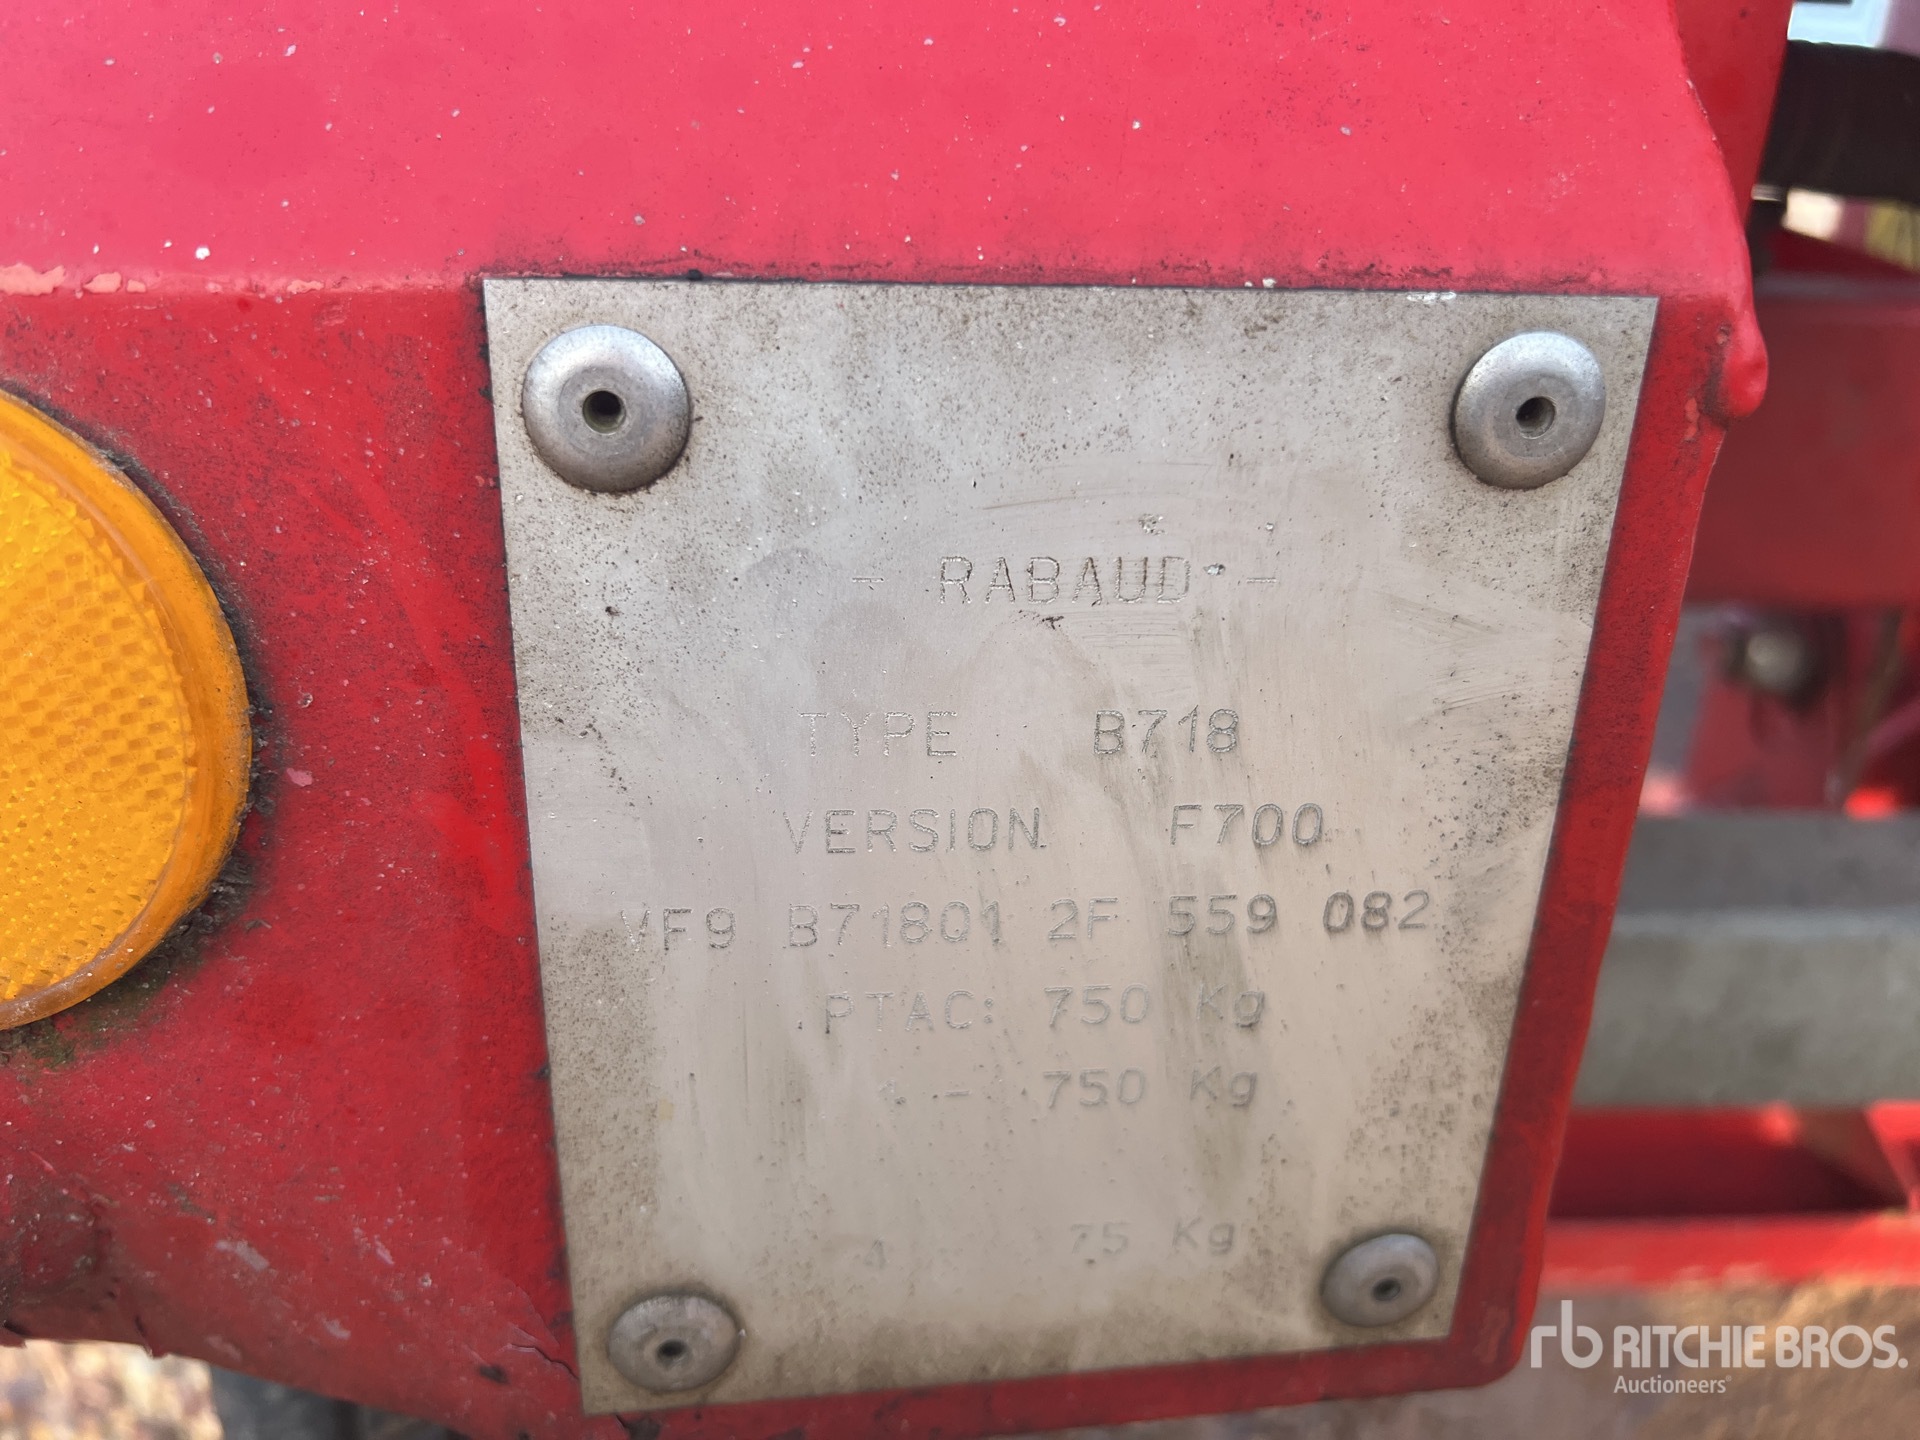 - RABAUD -
TYPE B718
VERSION F700
VF9 B71801 2F 559 082
PTAC: 750 Kg
- 750 Kg
75 Kg
rb RITCHIE BROS.
Auctioneers